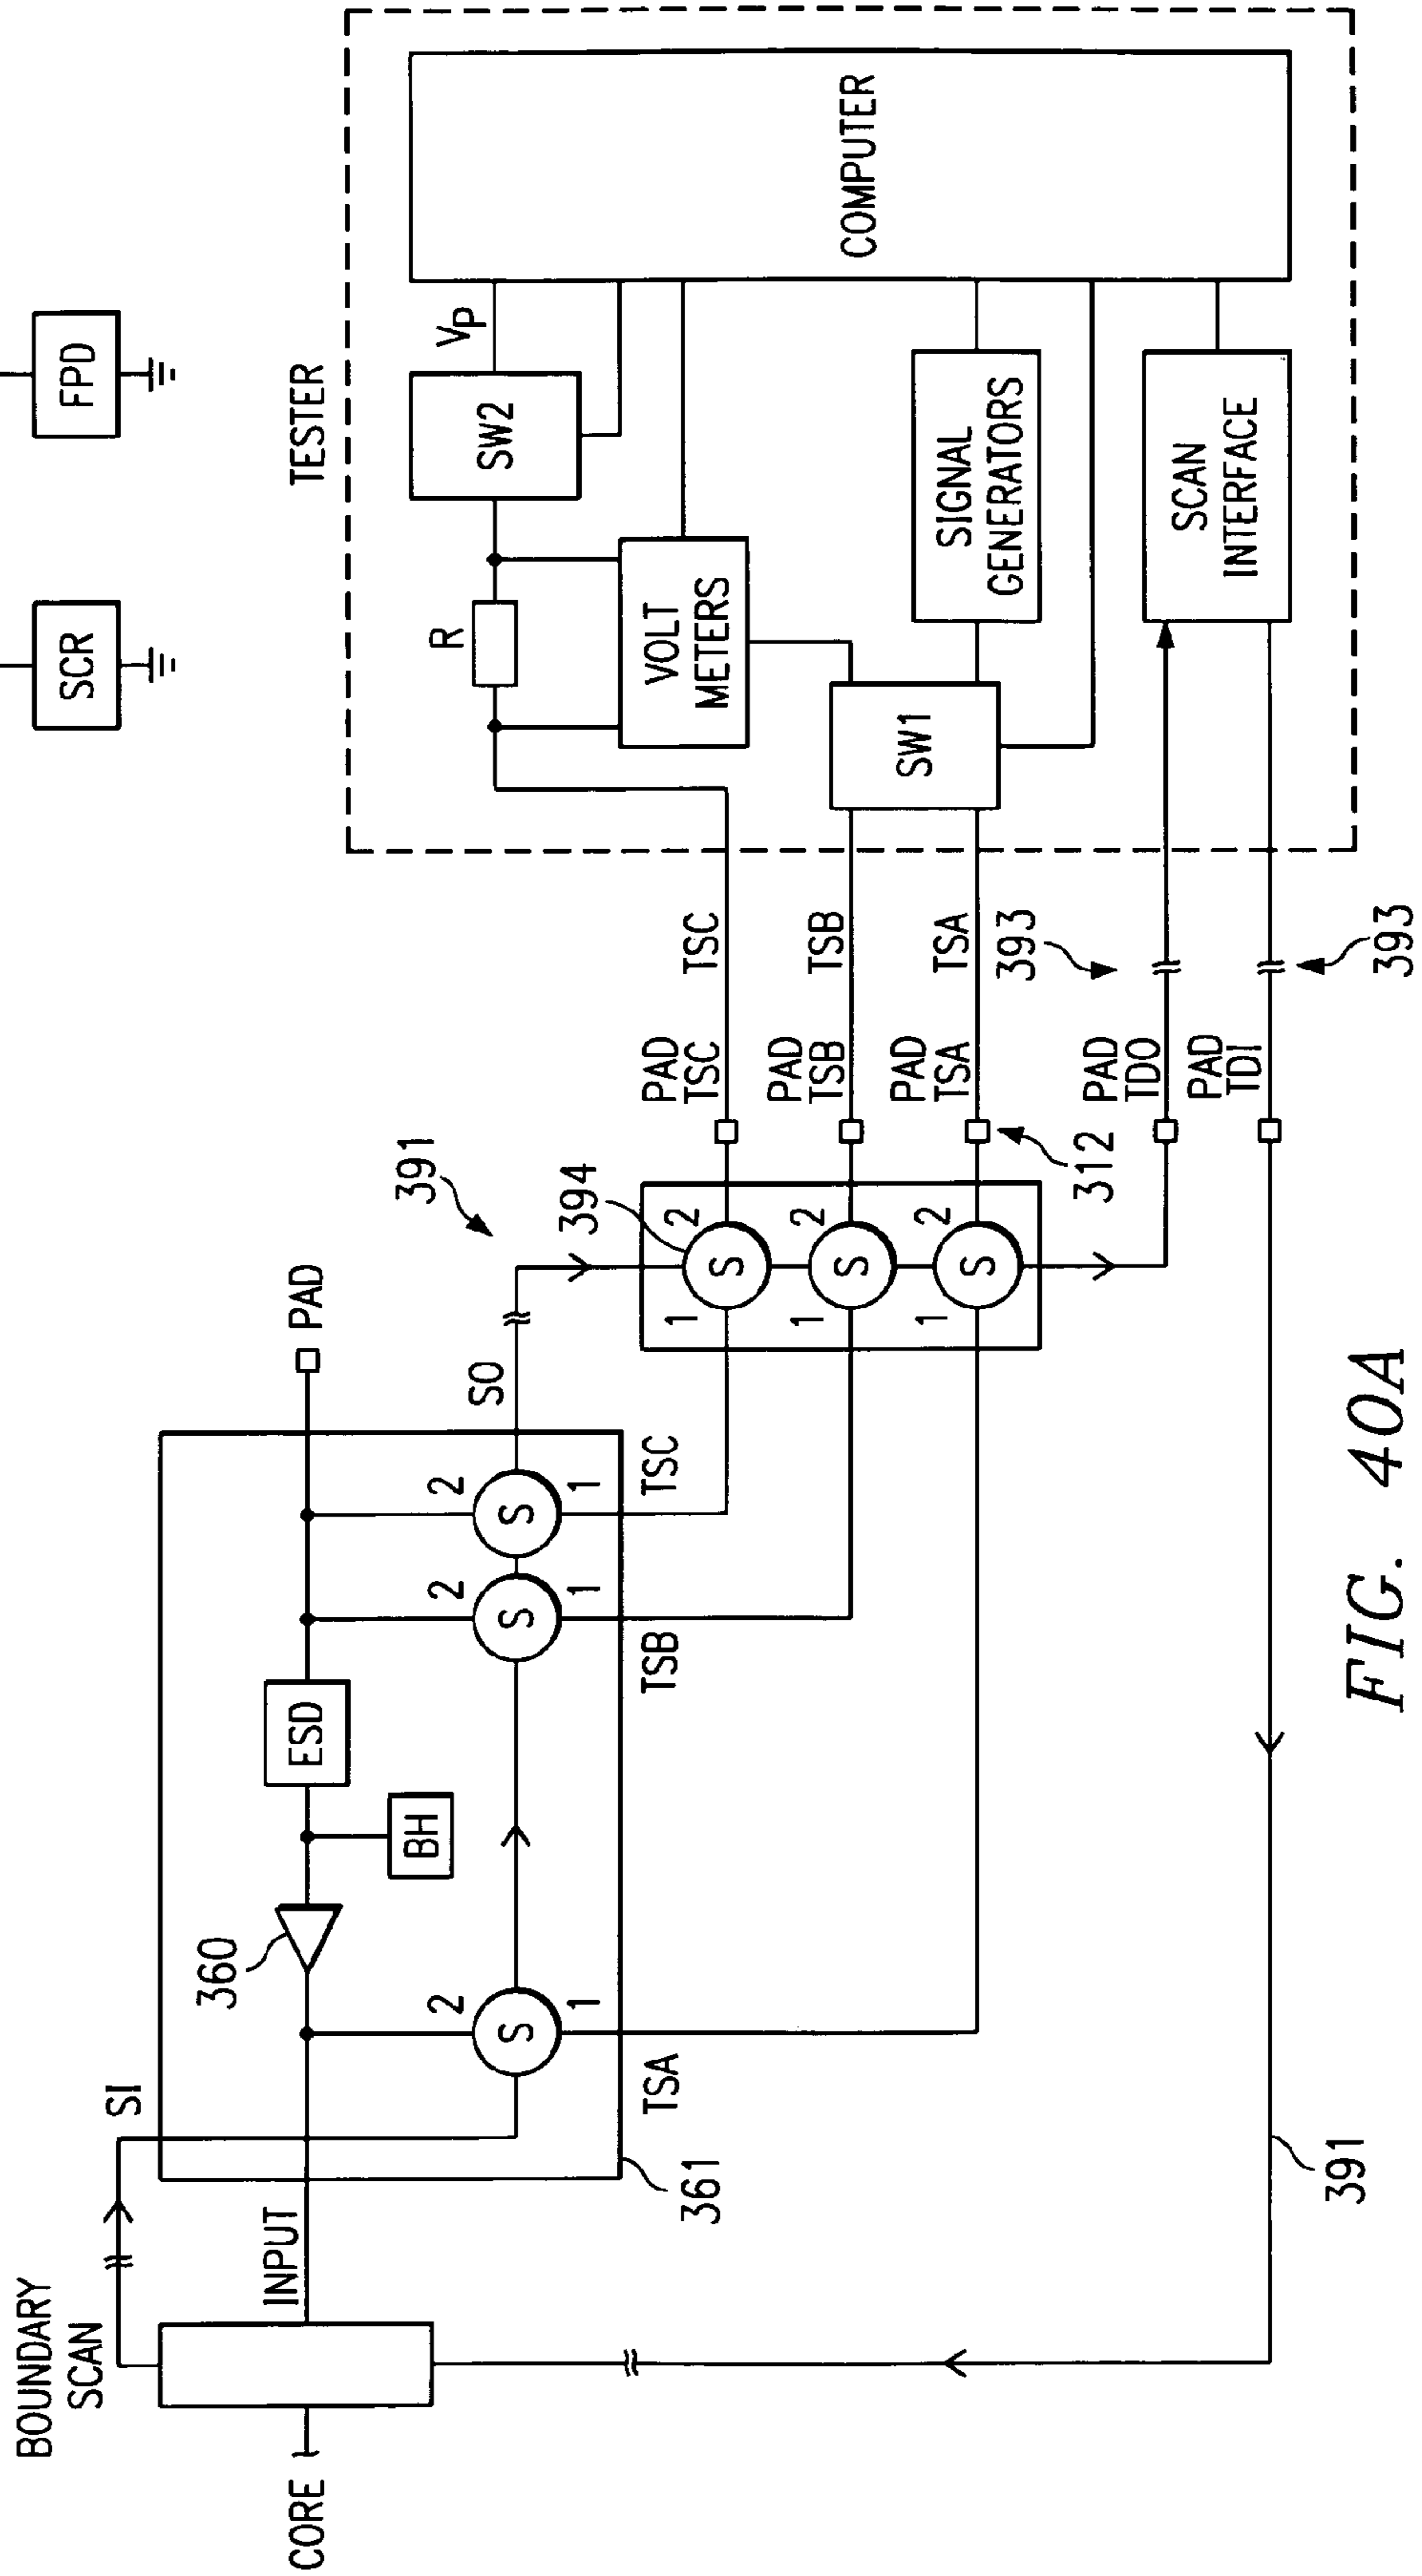 SCR
FPD
TESTER
VP
SW2
R
VOLT
METERS
SW1
SIGNAL
GENERATORS
SCAN
INTERFACE
COMPUTER
BOUNDARY
SCAN
CORE
INPUT
SI
360
BH
ESD
PAD
S
2
1
TSA
S
2
1
TSB
S
2
1
TSC
SO
361
391
394
1
S
2
1
S
2
1
S
2
PAD
TSC
TSC
PAD
TSB
TSB
PAD
TSA
TSA
312
PAD
TDO
393
PAD
TDI
393
391
FIG. 40A